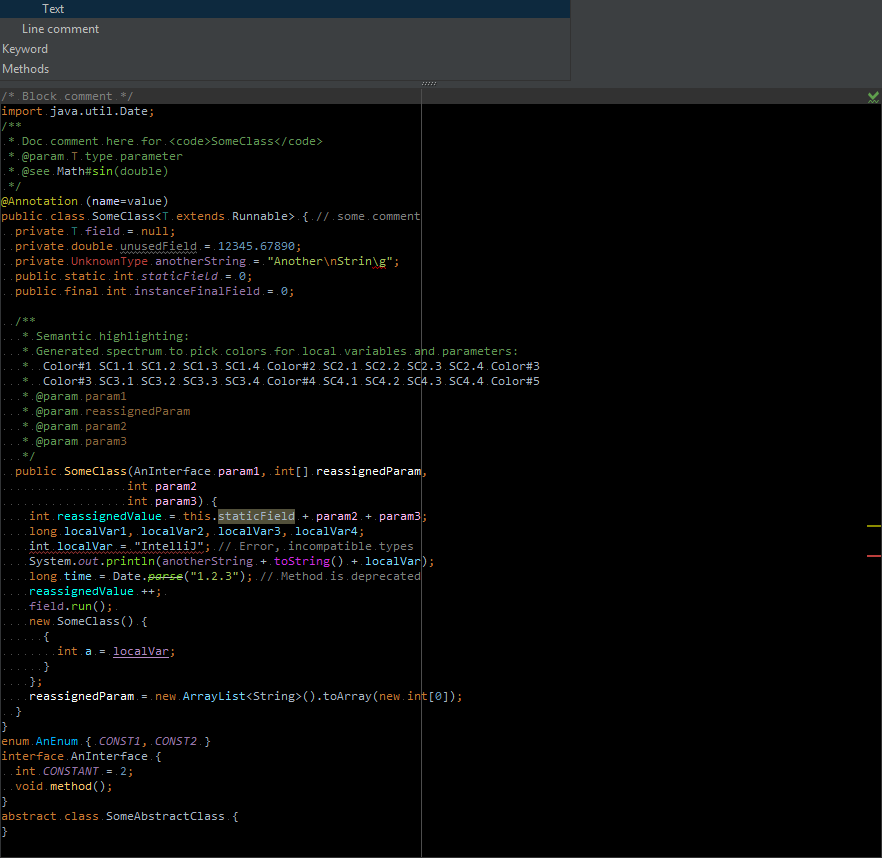 Text
Line comment
Keyword
Methods
/* Block comment */
import java.util.Date;
/**
 * Doc comment here for <code>SomeClass</code>
 * @param T type parameter
 * @see Math#sin(double)
 */
@Annotation (name=value)
public class SomeClass<T extends Runnable> { // some comment
  private T field = null;
  private double unusedField = 12345.67890;
  private UnknownType anotherString = "Another\nStrin\g";
  public static int staticField = 0;
  public final int instanceFinalField = 0;
  /**
   * Semantic highlighting:
   * Generated spectrum to pick colors for local variables and parameters:
   *  Color#1 SC1.1 SC1.2 SC1.3 SC1.4 Color#2 SC2.1 SC2.2 SC2.3 SC2.4 Color#3
   *  Color#3 SC3.1 SC3.2 SC3.3 SC3.4 Color#4 SC4.1 SC4.2 SC4.3 SC4.4 Color#5
   * @param param1
   * @param reassignedParam
   * @param param2
   * @param param3
   */
  public SomeClass(AnInterface param1, int[] reassignedParam,
                  int param2
                  int param3) {
    int reassignedValue = this.staticField + param2 + param3;
    long localVar1, localVar2, localVar3, localVar4;
    int localVar = "IntelliJ"; // Error, incompatible types
    System.out.println(anotherString + toString() + localVar);
    long time = Date.parse("1.2.3"); // Method is deprecated
    reassignedValue ++;
    field.run();
    new SomeClass() {
      {
        int a = localVar;
      }
    };
    reassignedParam = new ArrayList<String>().toArray(new int[0]);
  }
}
enum AnEnum { CONST1, CONST2 }
interface AnInterface {
  int CONSTANT = 2;
  void method();
}
abstract class SomeAbstractClass {
}